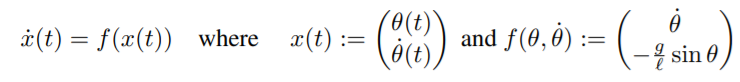 ẋ(t) = f(x(t)) where x(t) := (θ(t) θ̇(t)) and f(θ, θ̇) := (θ̇ −g/ℓ sin θ)